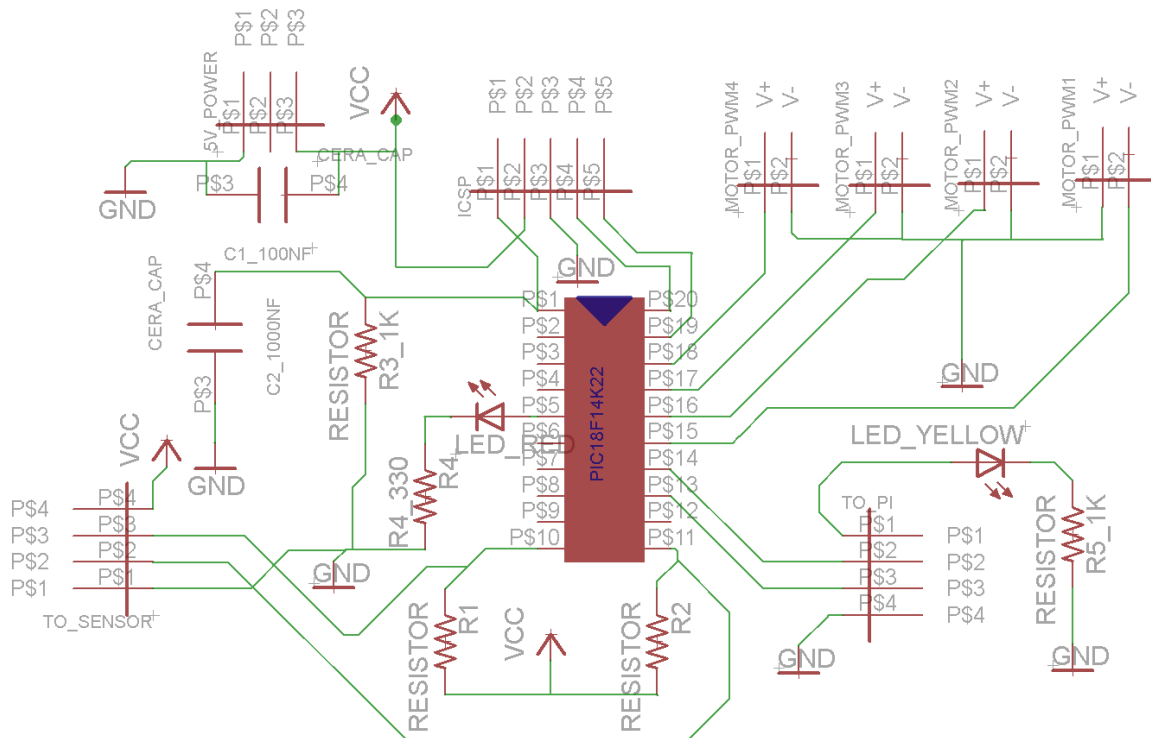 P$1
P$2
P$3
5V_POWER
P$1
P$2
P$3
VCC
CERA_CAP
P$3
P$4
GND
C1_100NF
P$1
P$2
P$3
P$4
P$5
ICSP
P$1
P$2
P$3
P$4
P$5
GND
MOTOR_PWM4
V+
V-
P$1
P$2
MOTOR_PWM3
V+
V-
P$1
P$2
MOTOR_PWM2
V+
V-
P$1
P$2
MOTOR_PWM1
V+
V-
P$1
P$2
GND
CERA_CAP
P$4
P$3
C2_1000NF
GND
RESISTOR
R3_1K
PIC18F14K22
P$1
P$2
P$3
P$4
P$5
P$6
P$7
P$8
P$9
P$10
P$20
P$19
P$18
P$17
P$16
P$15
P$14
P$13
P$12
P$11
LED_RED
R4_330
R4
VCC
P$4
P$3
P$2
P$1
P$4
P$3
P$2
P$1
TO_SENSOR
GND
RESISTOR
R1
VCC
RESISTOR
R2
LED_YELLOW
TO_PI
P$1
P$2
P$3
P$4
P$1
P$2
P$3
P$4
GND
RESISTOR
R5_1K
GND